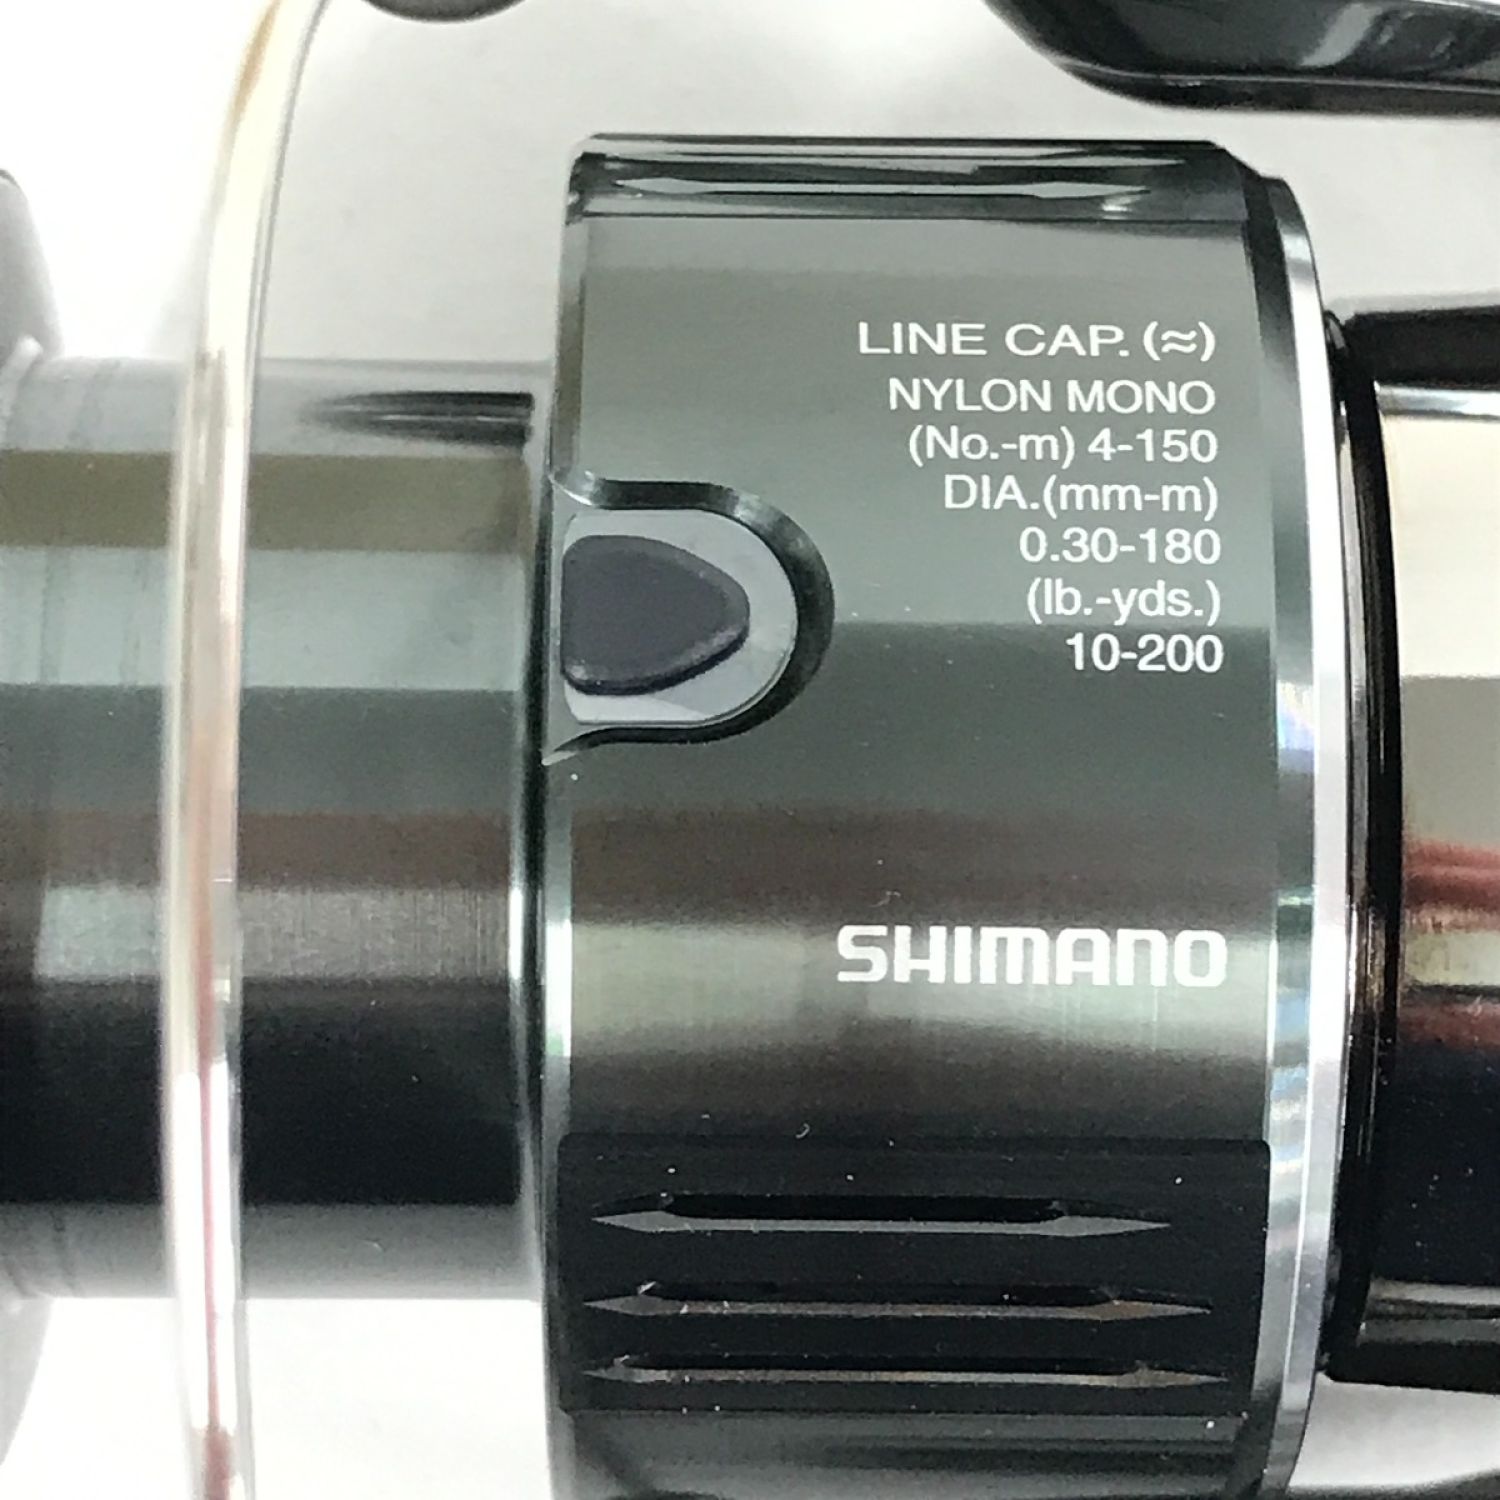 LINE CAP. (≈)
NYLON MONO
(No.-m) 4-150
DIA.(mm-m)
0.30-180
(lb.-yds.)
10-200
SHIMANO